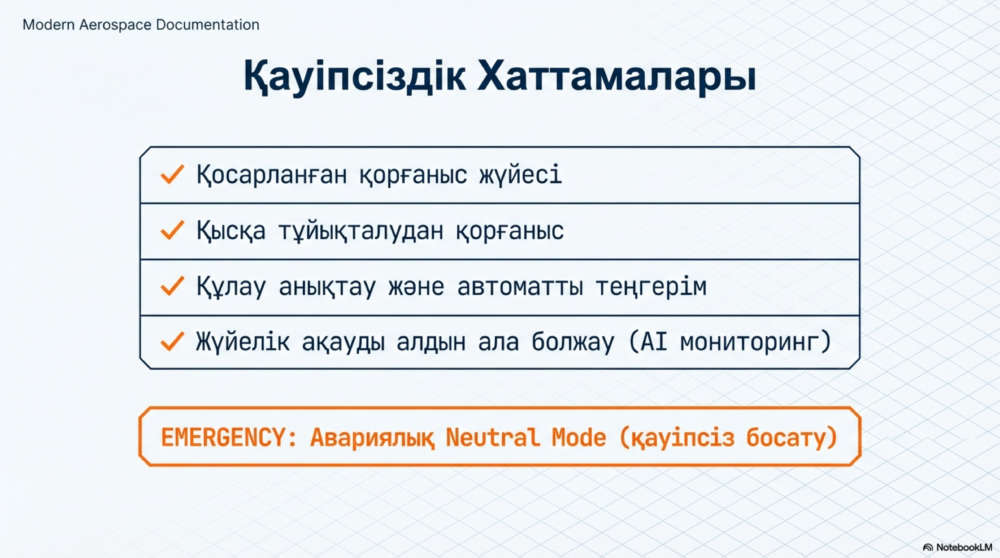 Modern Aerospace Documentation
Қауіпсіздік Хаттамалары
Қосарланған қорғаныс жүйесі
Қысқа тұйықталудан қорғаныс
Құлау анықтау және автоматты теңгерім
Жүйелік ақауды алдын ала болжау (AI мониторинг)
EMERGENCY: Авариялық Neutral Mode (қауіпсіз босату)
NotebookLM